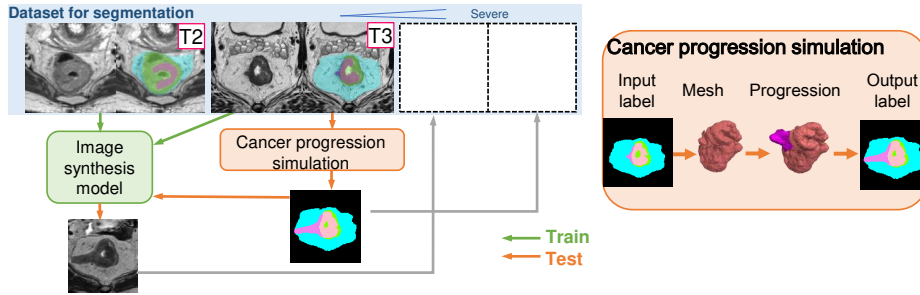 Dataset for segmentation
Severe
T2
T3
Image
synthesis
model
Cancer progression
simulation
Train
Test
Cancer progression simulation
Input
label
Mesh
Progression
Output
label